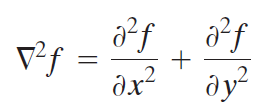 ∇²f = ∂²f/∂x² + ∂²f/∂y²